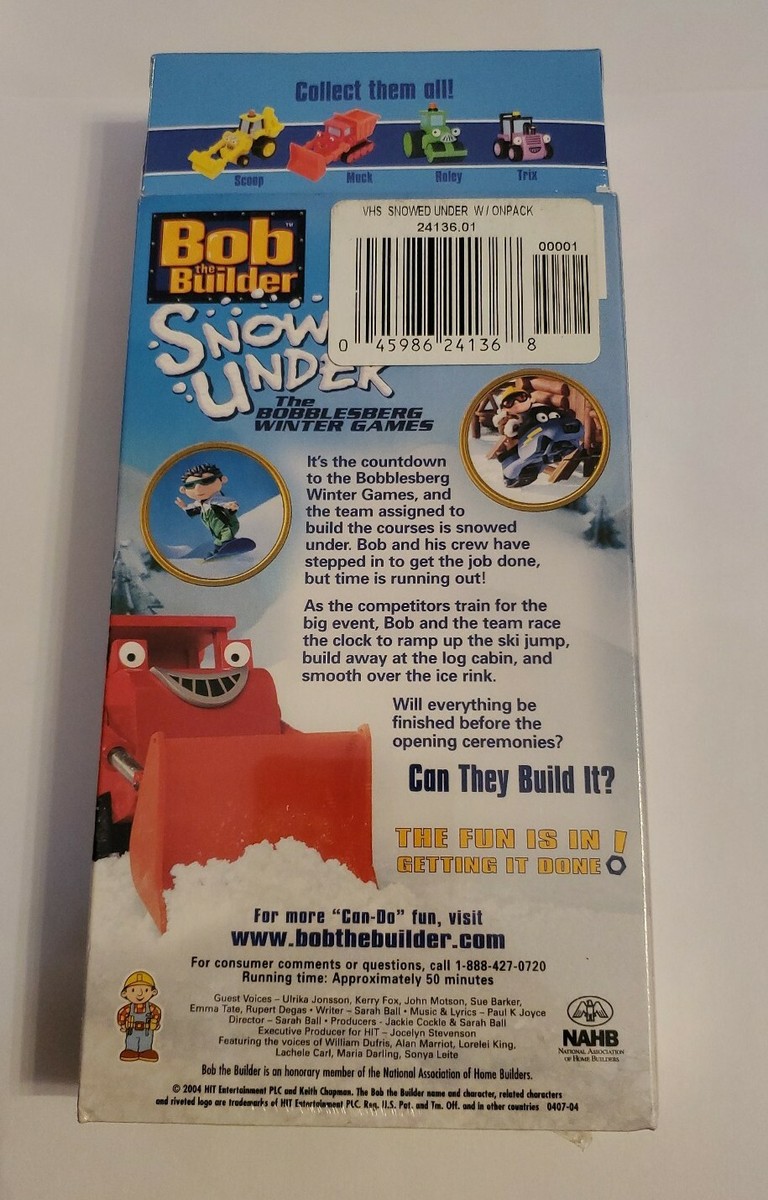 Collect them all!
Scoop Muck Roley Trix
VHS SNOWED UNDER W/ ONPACK
24136.01
00001
0 45986 24136 8
Bob
the
Builder
™
SNOW
UNDER
The
BOBBLESBERG
WINTER GAMES
It's the countdown
to the Bobblesberg
Winter Games, and
the team assigned to
build the courses is snowed
under. Bob and his crew have
stepped in to get the job done,
but time is running out!
As the competitors train for the
big event, Bob and the team race
the clock to ramp up the ski jump,
build away at the log cabin, and
smooth over the ice rink.
Will everything be
finished before the
opening ceremonies?
Can They Build It?
THE FUN IS IN
GETTING IT DONE!
For more "Can-Do" fun, visit
www.bobthebuilder.com
For consumer comments or questions, call 1-888-427-0720
Running time: Approximately 50 minutes
Guest Voices – Ulrika Jonsson, Kerry Fox, John Motson, Sue Barker,
Emma Tate, Rupert Degas • Writer – Sarah Ball • Music & Lyrics – Paul K Joyce
Director – Sarah Ball • Producers - Jackie Cockle & Sarah Ball
Executive Producer for HIT – Jocelyn Stevenson
Featuring the voices of William Dufris, Alan Marriot, Lorelei King,
Lachele Carl, Maria Darling, Sonya Leite
NAHB
NATIONAL ASSOCIATION
OF HOME BUILDERS
Bob the Builder is an honorary member of the National Association of Home Builders.
© 2004 HIT Entertainment PLC and Keith Chapman. The Bob the Builder name and character, related characters
and riveted logo are trademarks of HIT Entertainment PLC. Reg. U.S. Pat. and Tm. Off. and in other countries 0407-04